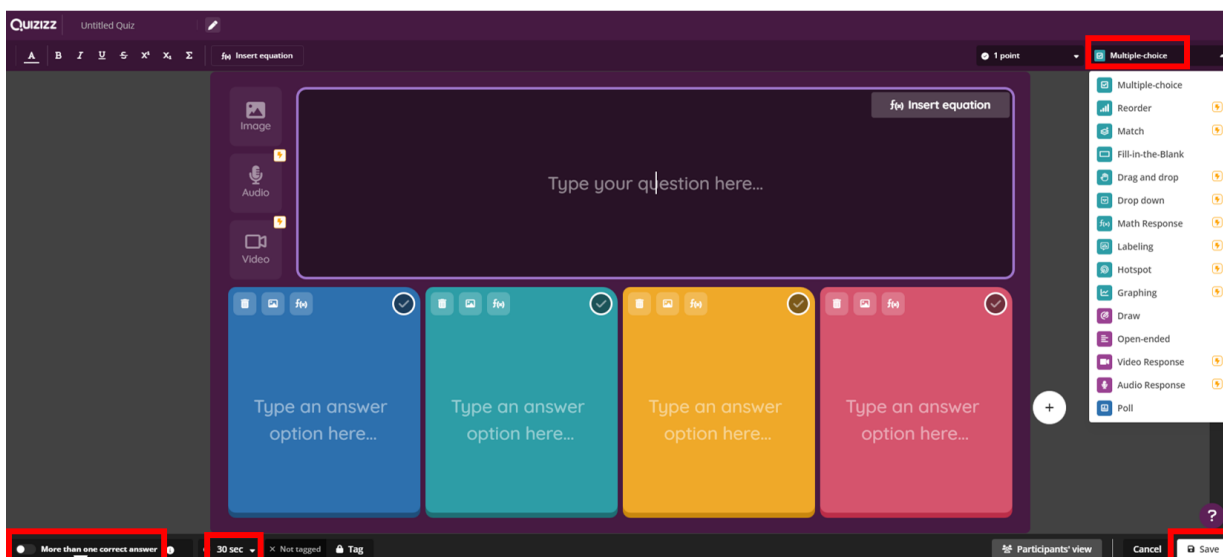 QUIZIZZ
Untitled Quiz
A B I U S X² X₂ Σ f(x) Insert equation
1 point
Multiple-choice
Image
Audio
Video
f(x) Insert equation
Type your question here...
Multiple-choice
Reorder
Match
Fill-in-the-Blank
Drag and drop
Drop down
f(x) Math Response
Labeling
Hotspot
Graphing
Draw
Open-ended
Video Response
Audio Response
Poll
f(x)
f(x)
f(x)
f(x)
Type an answer
option here...
Type an answer
option here...
Type an answer
option here...
Type an answer
option here...
+
?
More than one correct answer
30 sec
× Not tagged
Tag
Participants' view
Cancel
Save